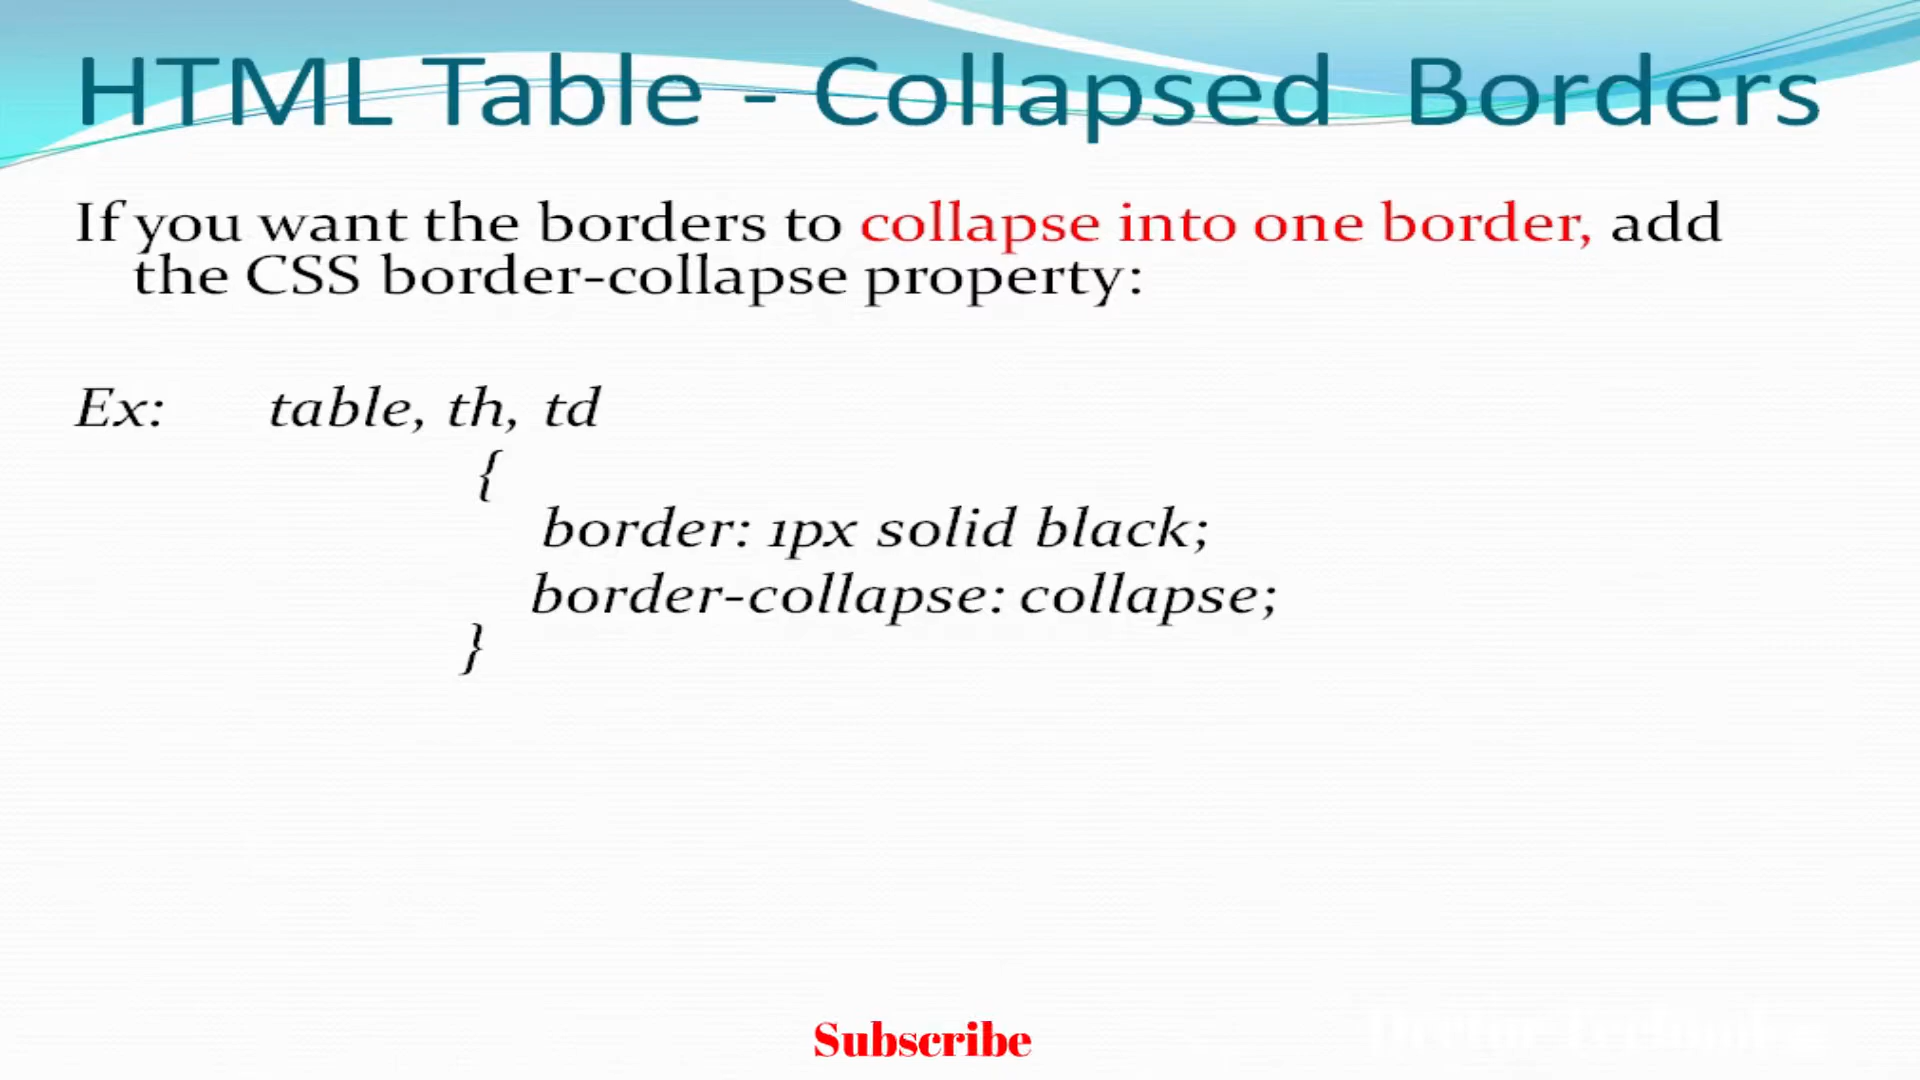 HTML Table - Collapsed Borders
If you want the borders to collapse into one border, add
the CSS border-collapse property:
Ex: table, th, td
{
border: 1px solid black;
border-collapse: collapse;
}
Subscribe